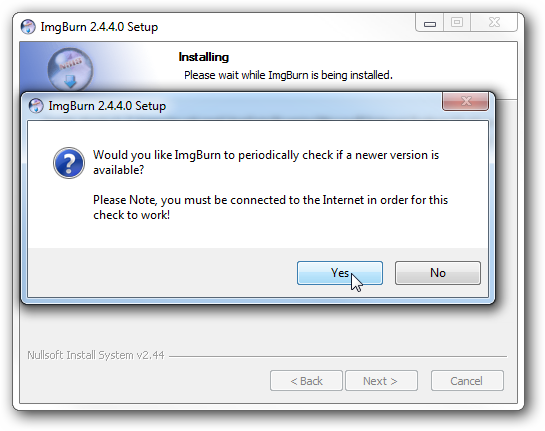 ImgBurn 2.4.4.0 Setup
Installing
Please wait while ImgBurn is being installed.
ImgBurn 2.4.4.0 Setup
Would you like ImgBurn to periodically check if a newer version is
available?
Please Note, you must be connected to the Internet in order for this
check to work!
Yes
No
Nullsoft Install System v2.44
< Back
Next >
Cancel